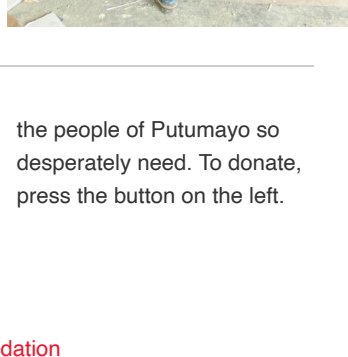 the people of Putumayo so
desperately need. To donate,
press the button on the left.
dation